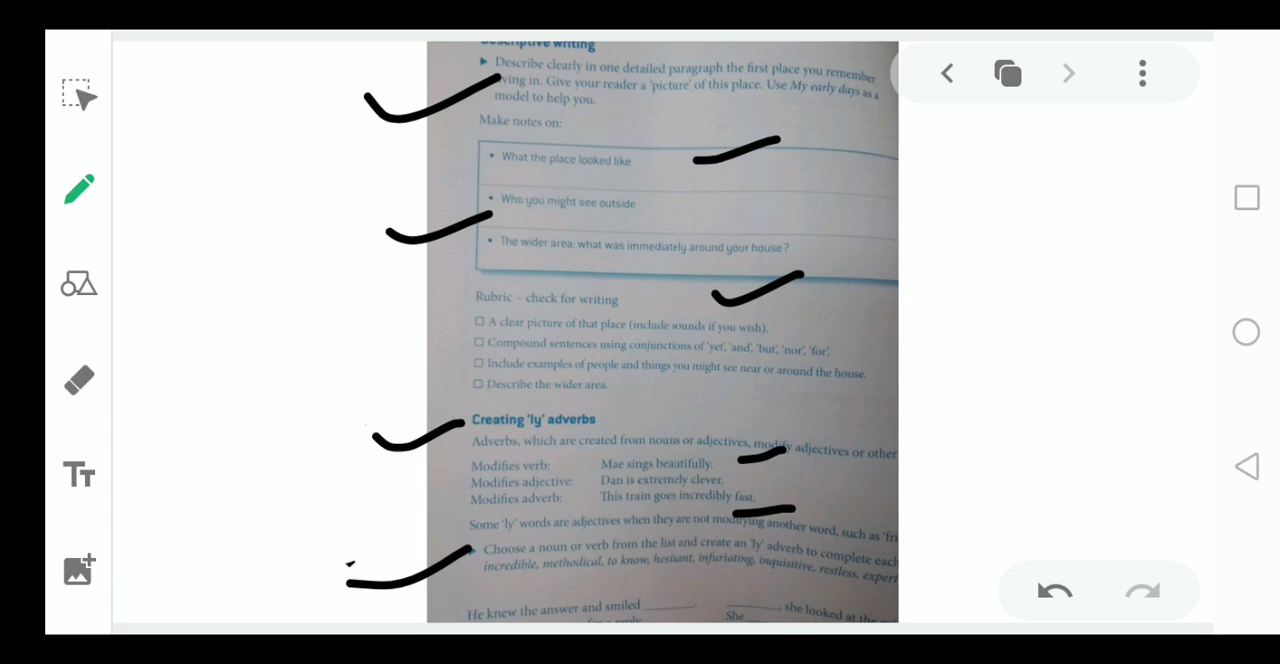 Descriptive writing
Describe clearly in one detailed paragraph the first place you remember
ving in. Give your reader a 'picture' of this place. Use My early days as a
model to help you.
Make notes on:
• What the place looked like
• Who you might see outside
• The wider area: what was immediately around your house?
Rubric – check for writing
A clear picture of that place (include sounds if you wish).
Compound sentences using conjunctions of 'yet', 'and', 'but', 'nor', 'for'.
Include examples of people and things you might see near or around the house.
Describe the wider area.
Creating 'ly' adverbs
Adverbs, which are created from nouns or adjectives, modify adjectives or other
Modifies verb: Mae sings beautifully.
Modifies adjective: Dan is extremely clever.
Modifies adverb: This train goes incredibly fast.
Some 'ly' words are adjectives when they are not modifying another word, such as 'fri
Choose a noun or verb from the list and create an 'ly' adverb to complete each
incredible, methodical, to know, hesitant, infuriating, inquisitive, restless, expert
He knew the answer and smiled ________. ________, she looked at the
for a reply She
TT